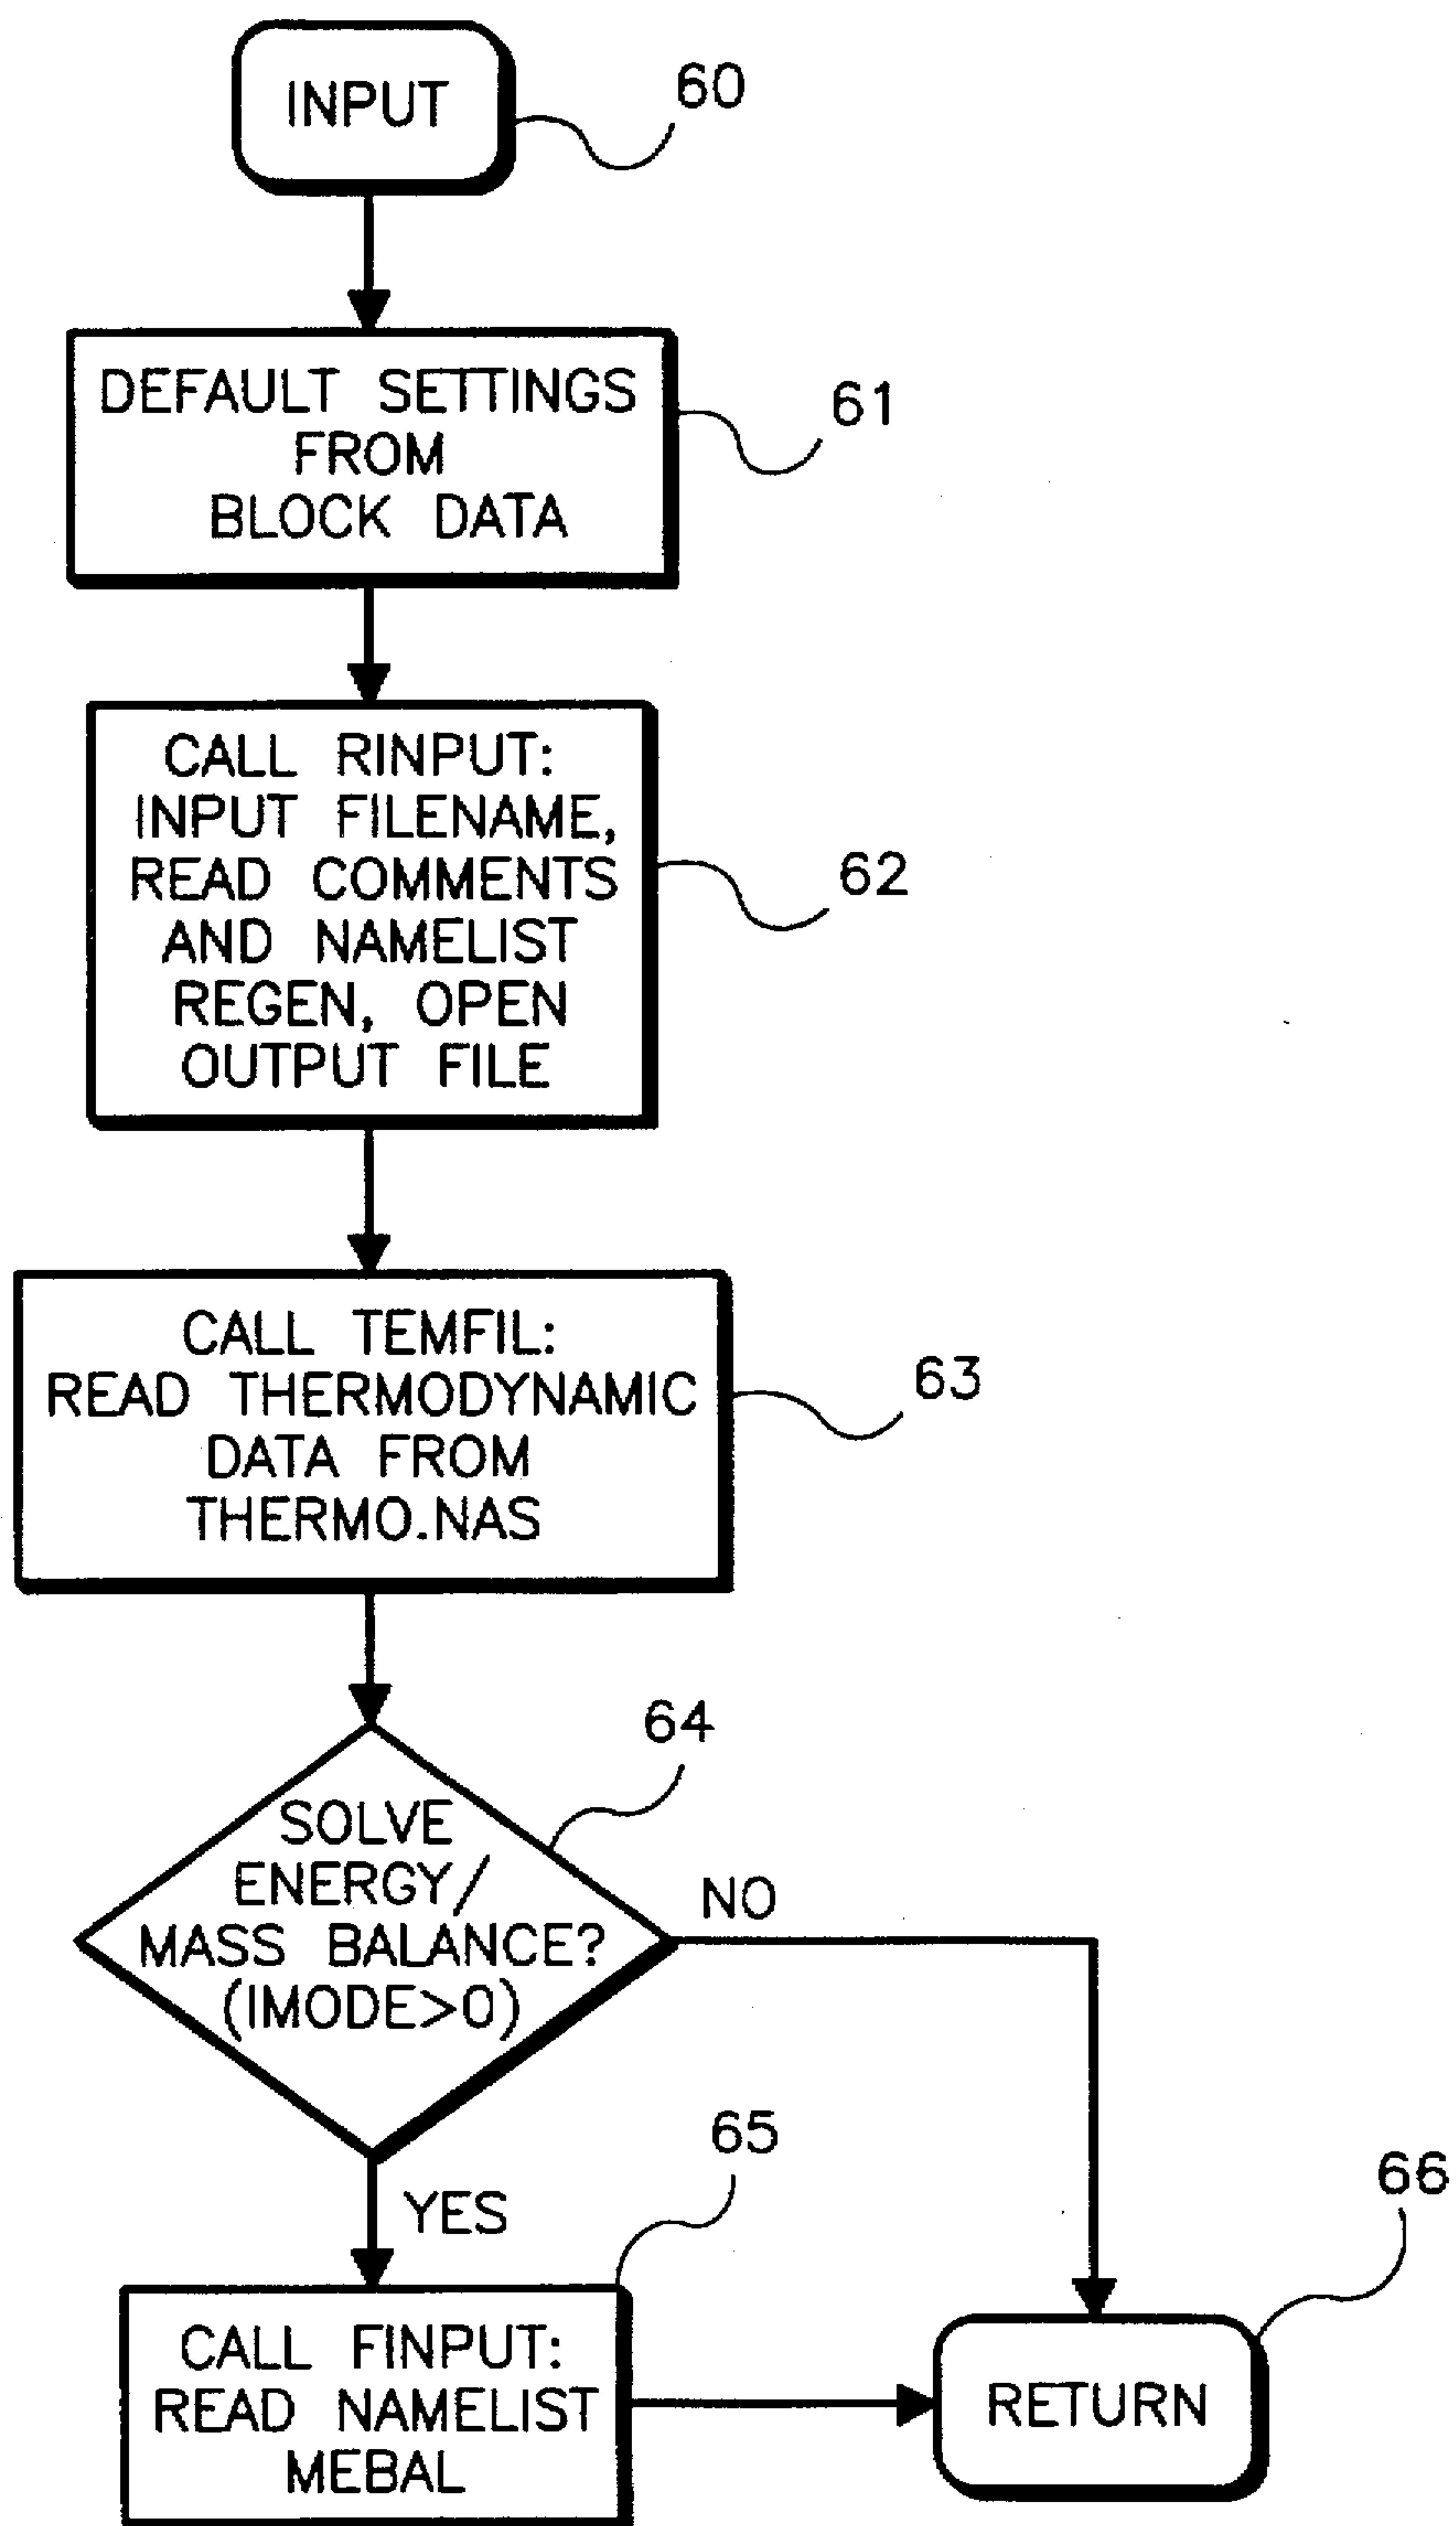 INPUT
60
DEFAULT SETTINGS
FROM
BLOCK DATA
61
CALL RINPUT:
INPUT FILENAME,
READ COMMENTS
AND NAMELIST
REGEN, OPEN
OUTPUT FILE
62
CALL TEMFIL:
READ THERMODYNAMIC
DATA FROM
THERMO.NAS
63
64
SOLVE
ENERGY/
MASS BALANCE?
(IMODE>0)
NO
YES
65
CALL FINPUT:
READ NAMELIST
MEBAL
66
RETURN